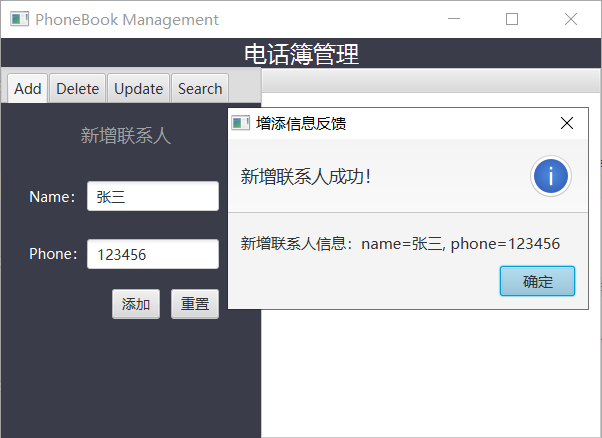 PhoneBook Management
电话簿管理
Add Delete Update Search
新增联系人
Name: 张三
Phone: 123456
添加 重置
增添信息反馈
新增联系人成功!
新增联系人信息：name=张三, phone=123456
确定